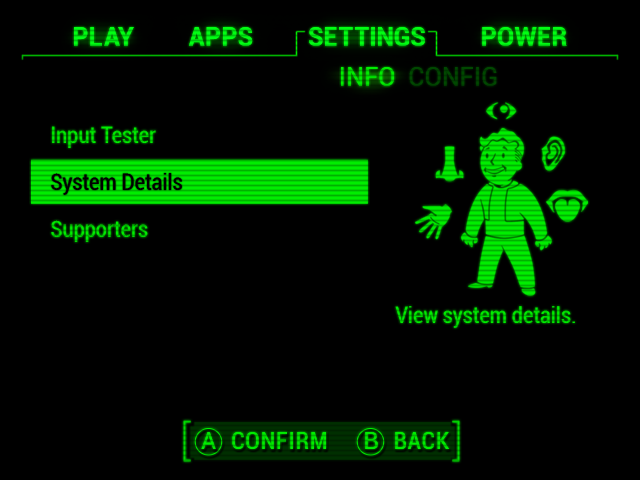 PLAY APPS SETTINGS POWER
INFO CONFIG
Input Tester
System Details
Supporters
View system details.
A CONFIRM B BACK